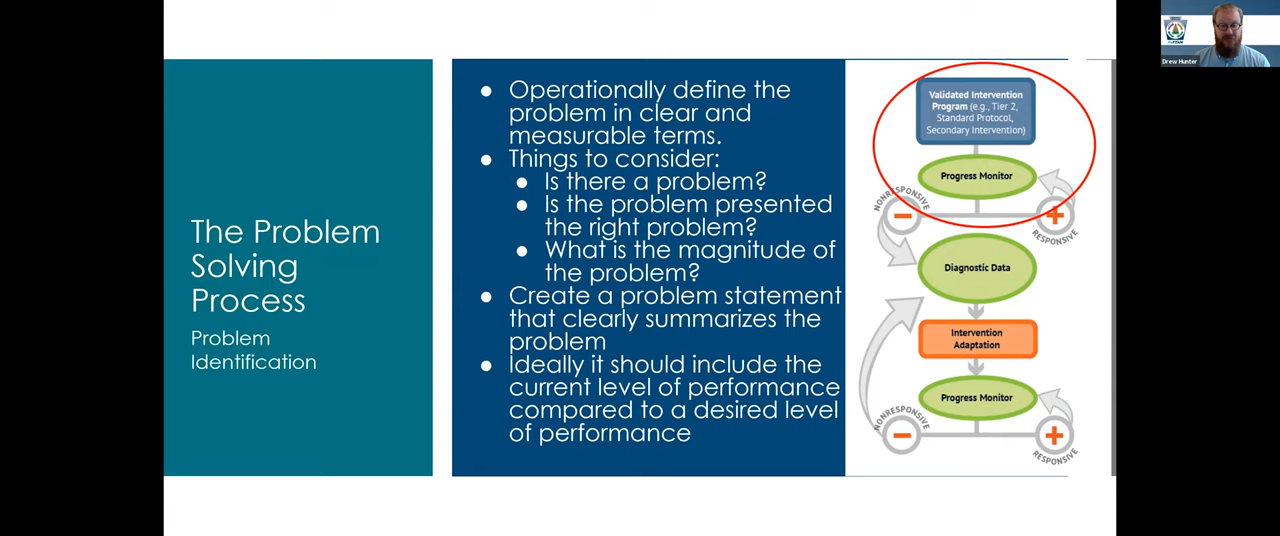 The Problem
Solving
Process
Problem
Identification
● Operationally define the
problem in clear and
measurable terms.
● Things to consider:
● Is there a problem?
● Is the problem presented
the right problem?
● What is the magnitude of
the problem?
● Create a problem statement
that clearly summarizes the
problem
● Ideally it should include the
current level of performance
compared to a desired level
of performance
Validated Intervention
Program (e.g., Tier 2,
Standard Protocol,
Secondary Intervention)
Progress Monitor
NONRESPONSIVE
−
+
RESPONSIVE
Diagnostic Data
Intervention
Adaptation
Progress Monitor
NONRESPONSIVE
−
+
RESPONSIVE
Drew Hunter